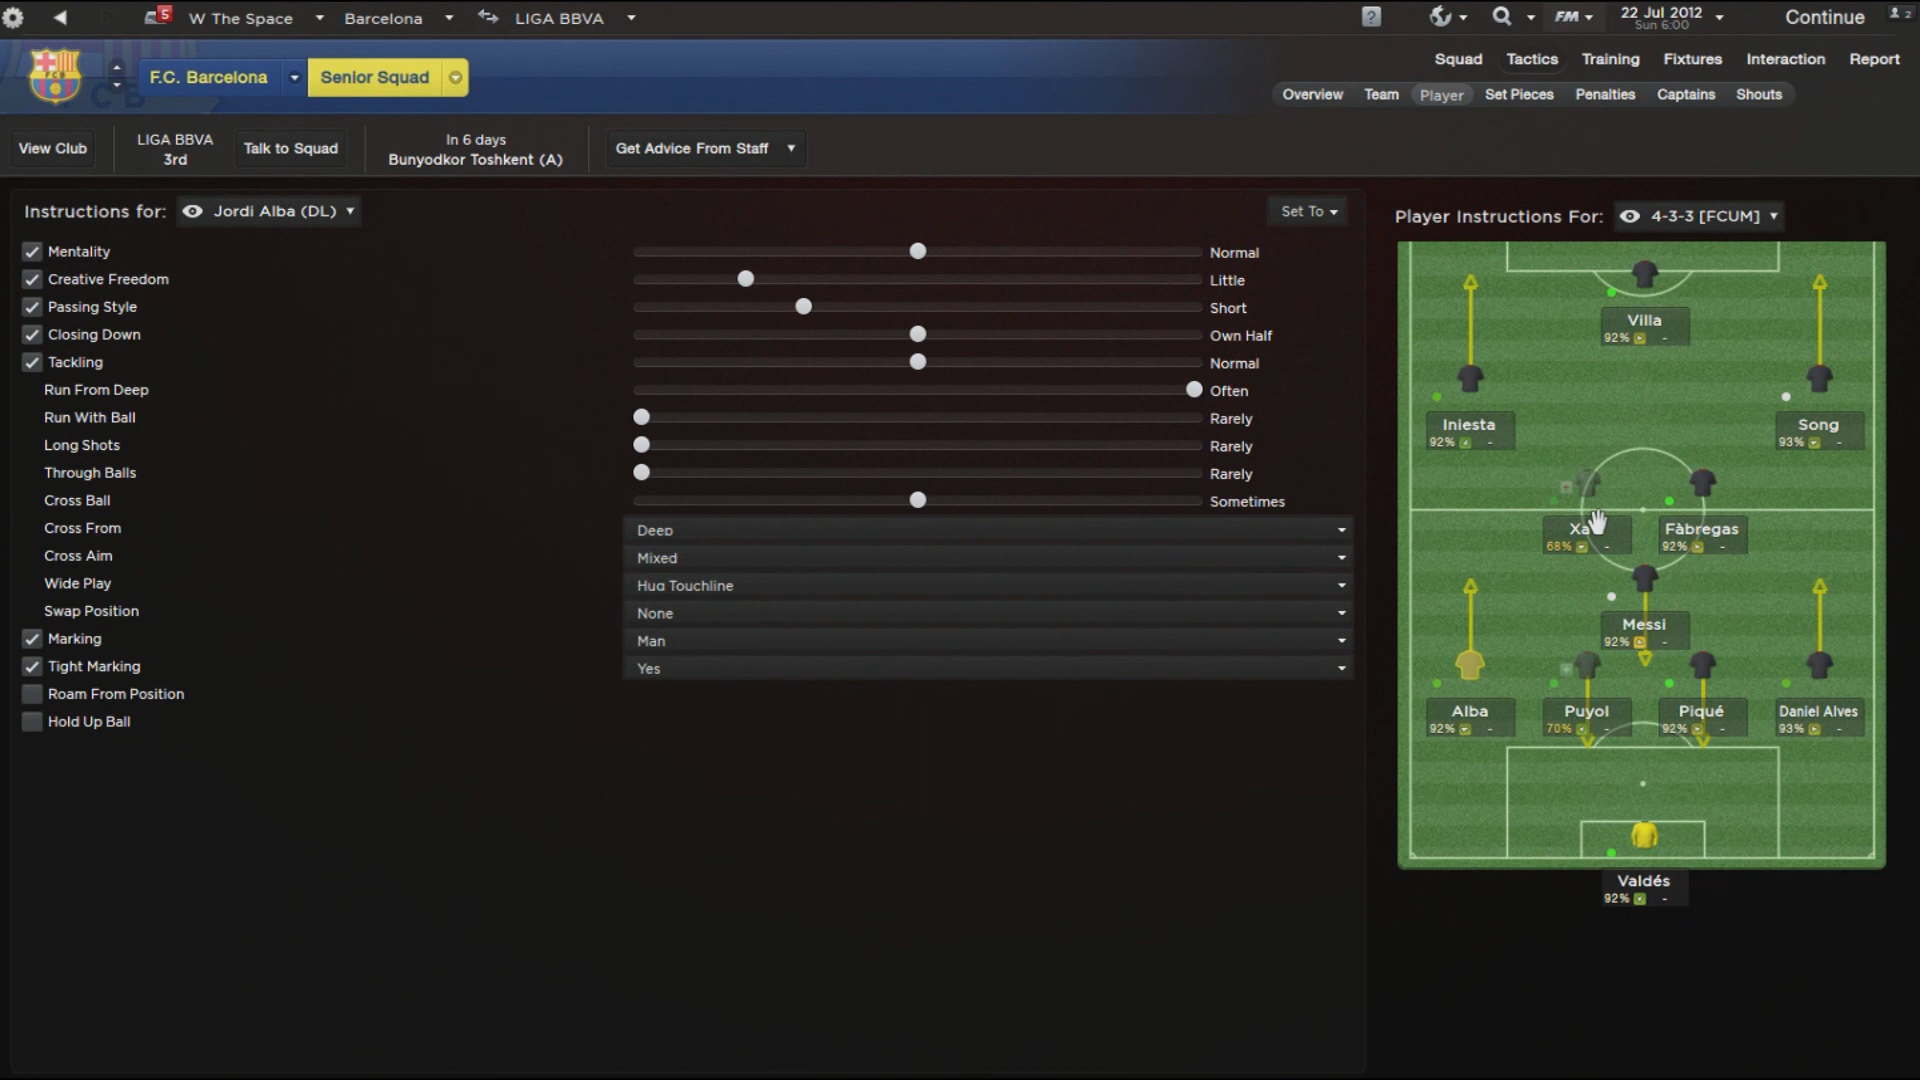 5 W The Space Barcelona LIGA BBVA ? FM 22 Jul 2012 Continue 2
Sun 6:00
F.C. Barcelona Senior Squad
Squad Tactics Training Fixtures Interaction Report
Overview Team Player Set Pieces Penalties Captains Shouts
View Club
LIGA BBVA
3rd
Talk to Squad
In 6 days
Bunyodkor Toshkent (A)
Get Advice From Staff
Instructions for: Jordi Alba (DL) Set To
Mentality Normal
Creative Freedom Little
Passing Style Short
Closing Down Own Half
Tackling Normal
Run From Deep Often
Run With Ball Rarely
Long Shots Rarely
Through Balls Rarely
Cross Ball Sometimes
Cross From Deep
Cross Aim Mixed
Wide Play Hug Touchline
Swap Position None
Marking Man
Tight Marking Yes
Roam From Position
Hold Up Ball
Player Instructions For: 4-3-3 [FCUM]
Villa
92% -
Iniesta
92% -
Song
93% -
Xa
68% -
Fàbregas
92% -
Messi
92% -
Alba
92% -
Puyol
70% -
Piqué
92% -
Daniel Alves
93% -
Valdés
92% -